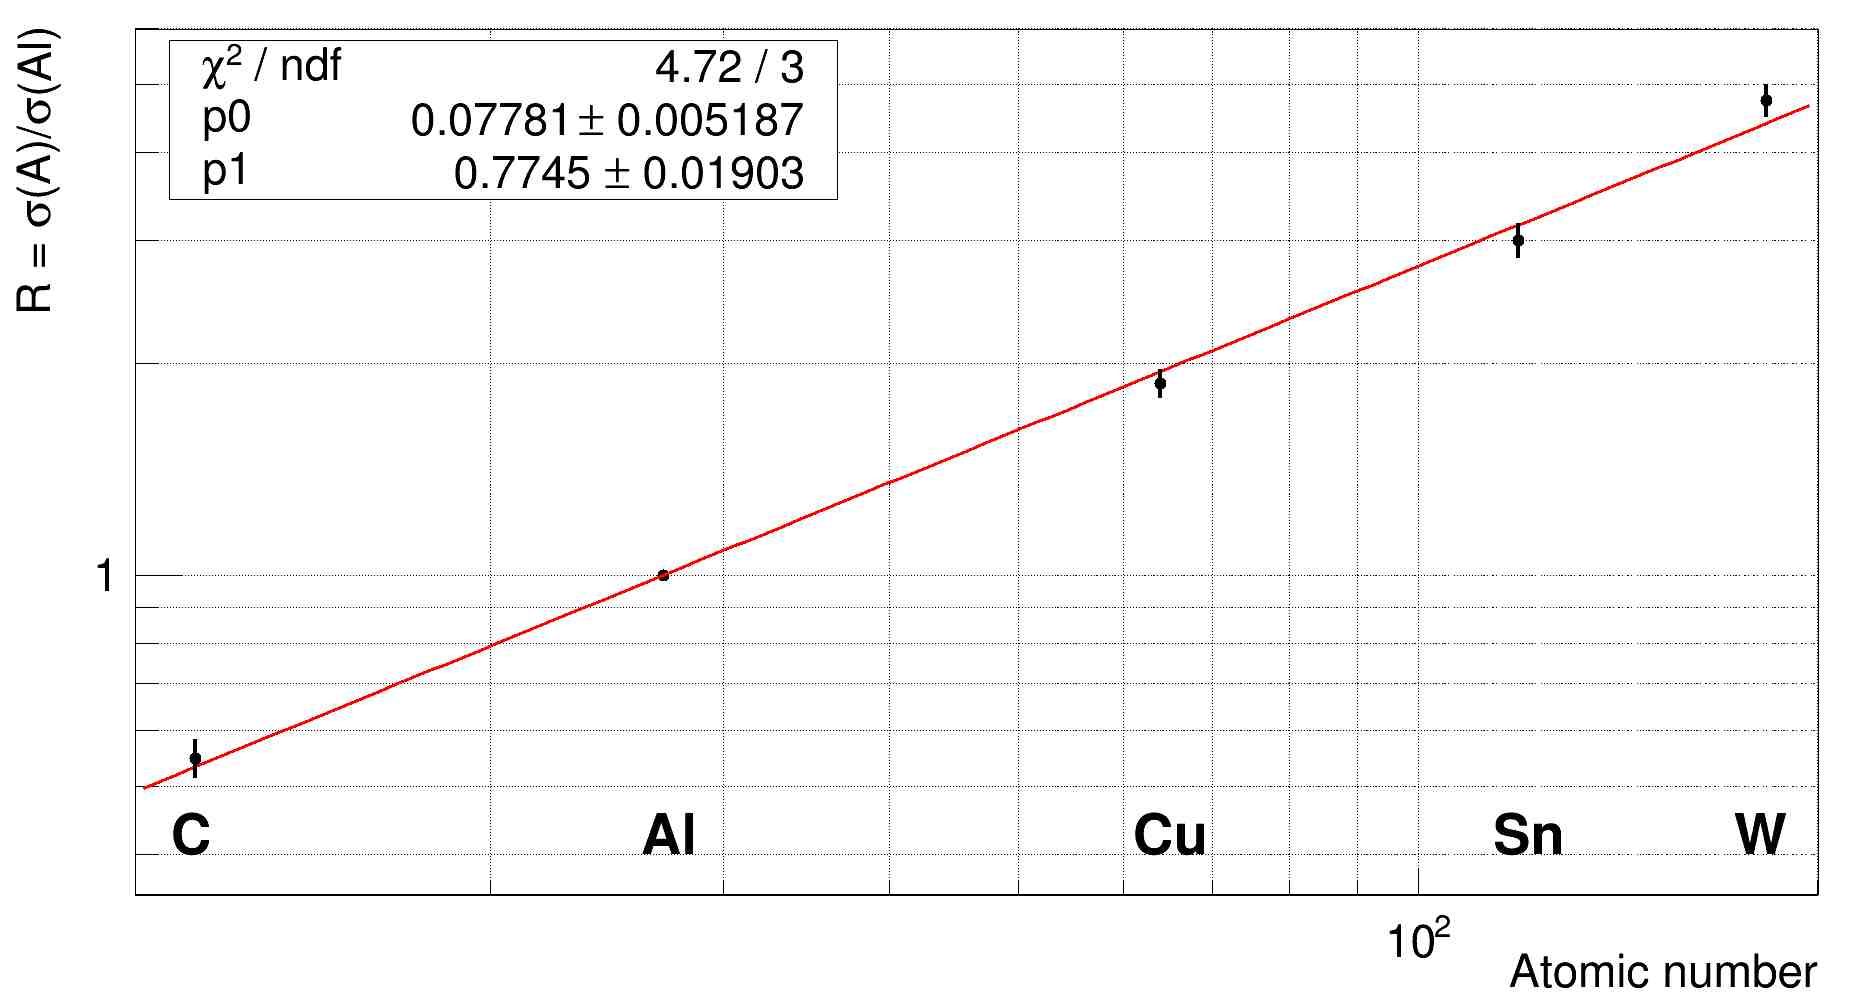 R = σ(A)/σ(Al)
χ² / ndf 4.72 / 3
p0 0.07781 ± 0.005187
p1 0.7745 ± 0.01903
1
C Al Cu Sn W
10²
Atomic number